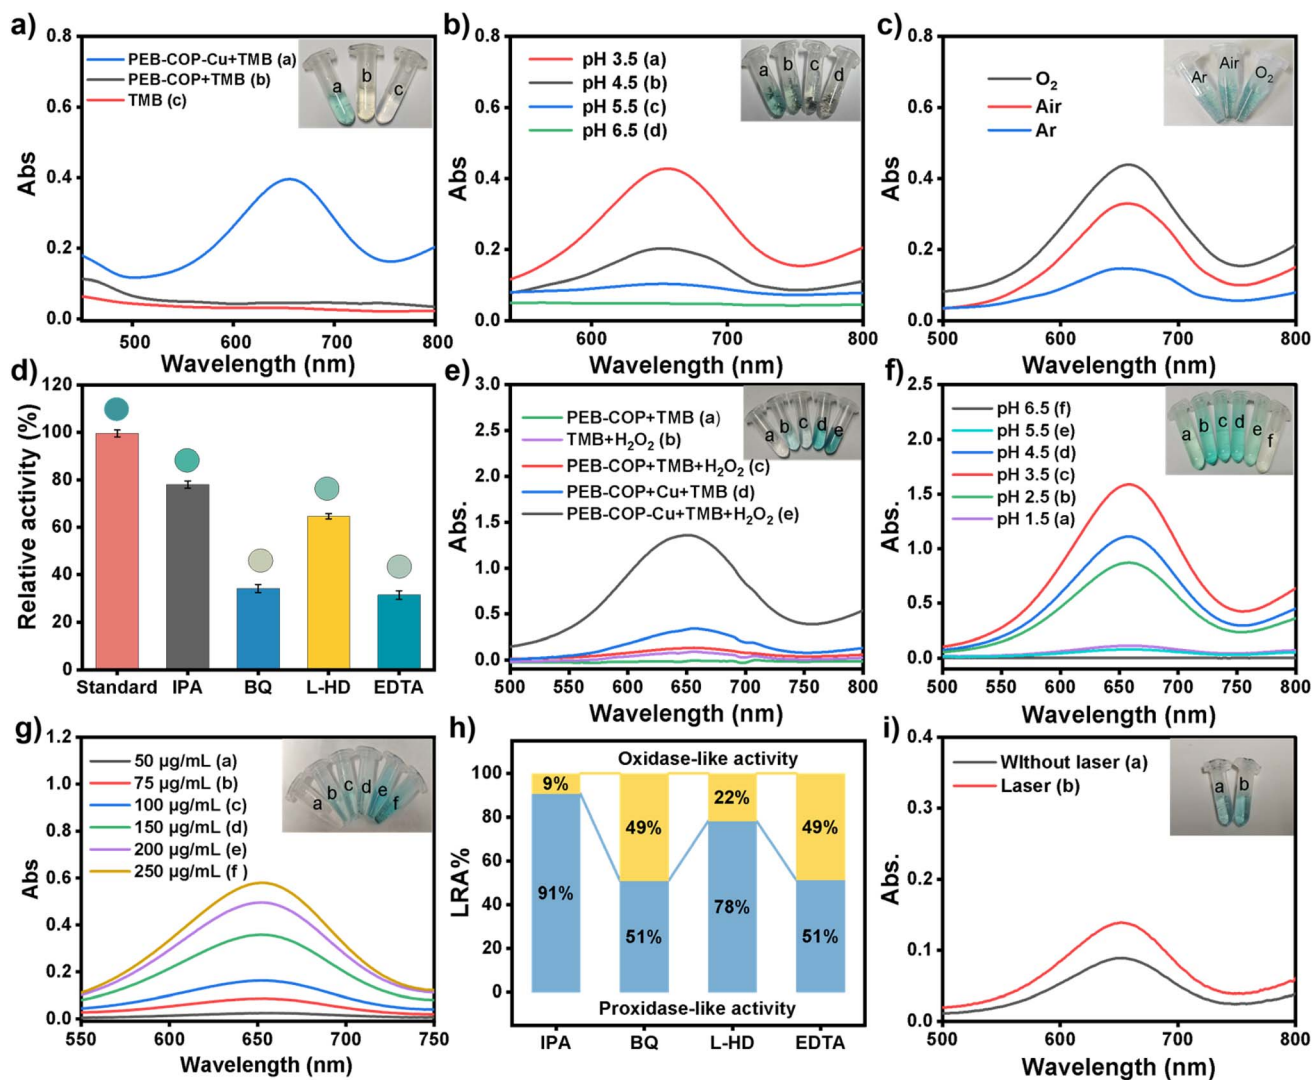 a)
0.8
0.6
0.4
0.2
0.0
Abs
PEB-COP-Cu+TMB (a)
PEB-COP+TMB (b)
TMB (c)
a
b
c
500 600 700 800
Wavelength (nm)
b)
0.8
0.6
0.4
0.2
0.0
Abs
pH 3.5 (a)
pH 4.5 (b)
pH 5.5 (c)
pH 6.5 (d)
a
b
c
d
600 700 800
Wavelength (nm)
c)
0.8
0.6
0.4
0.2
0.0
Abs
O₂
Air
Ar
Ar
Air
O₂
500 600 700 800
Wavelength (nm)
d)
120
100
80
60
40
20
0
Relative activity (%)
Standard IPA BQ L-HD EDTA
e)
3.0
2.5
2.0
1.5
1.0
0.5
0.0
Abs.
PEB-COP+TMB (a)
TMB+H₂O₂ (b)
PEB-COP+TMB+H₂O₂ (c)
PEB-COP+Cu+TMB (d)
PEB-COP-Cu+TMB+H₂O₂ (e)
a
b
c
d
e
500 550 600 650 700 750 800
Wavelength (nm)
f)
2.5
2.0
1.5
1.0
0.5
0.0
Abs.
pH 6.5 (f)
pH 5.5 (e)
pH 4.5 (d)
pH 3.5 (c)
pH 2.5 (b)
pH 1.5 (a)
a
b
c
d
e
f
500 550 600 650 700 750 800
Wavelength (nm)
g)
1.2
1.0
0.8
0.6
0.4
0.2
0.0
Abs
50 µg/mL (a)
75 µg/mL (b)
100 µg/mL (c)
150 µg/mL (d)
200 µg/mL (e)
250 µg/mL (f )
a
b
c
d
e
f
550 600 650 700 750
Wavelength (nm)
h)
Oxidase-like activity
100
80
60
40
20
0
LRA%
9%
49%
22%
49%
91%
51%
78%
51%
Proxidase-like activity
IPA BQ L-HD EDTA
i)
0.4
0.3
0.2
0.1
0.0
Abs.
WIthout laser (a)
Laser (b)
a
b
500 600 700 800
Wavelength (nm)